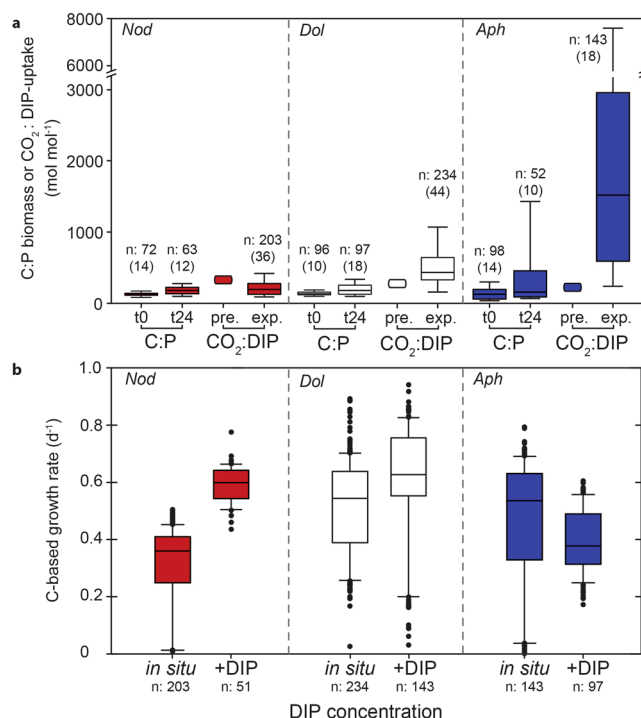 a
Nod
Dol
Aph
C:P biomass or CO₂: DIP-uptake
(mol mol⁻¹)
8000
6000
3000
2000
1000
0
n: 72
(14)
n: 63
(12)
n: 203
(36)
n: 96
(10)
n: 97
(18)
n: 234
(44)
n: 98
(14)
n: 52
(10)
n: 143
(18)
t0 t24 pre. exp. t0 t24 pre. exp. t0 t24 pre. exp.
C:P CO₂:DIP C:P CO₂:DIP C:P CO₂:DIP
b
Nod
Dol
Aph
C-based growth rate (d⁻¹)
1.0
0.8
0.6
0.4
0.2
0
in situ +DIP in situ +DIP in situ +DIP
n: 203 n: 51 n: 234 n: 143 n: 143 n: 97
DIP concentration